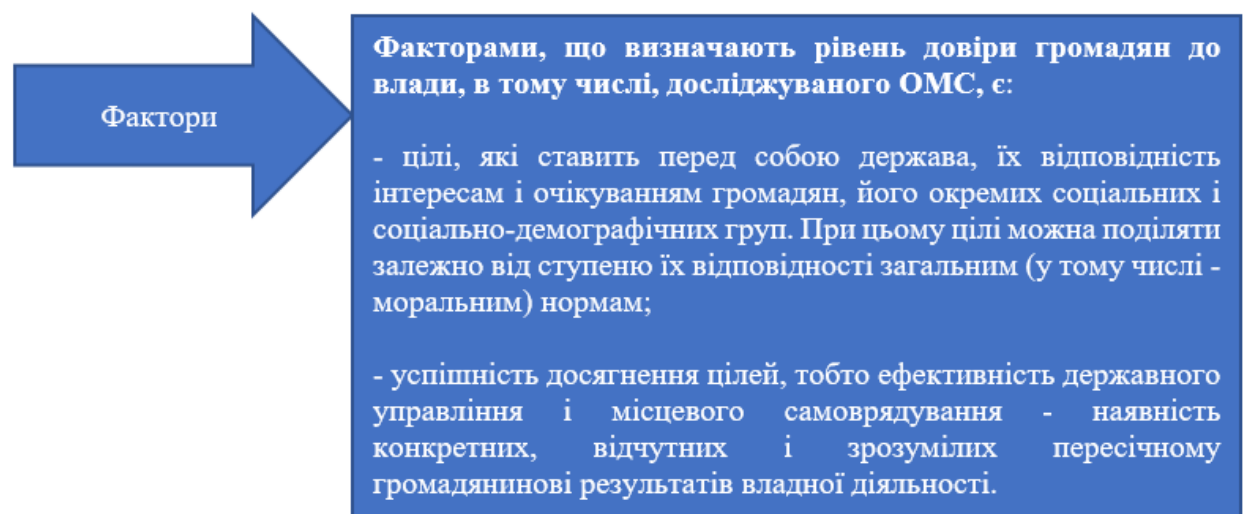 Фактори
Факторами, що визначають рівень довіри громадян до
влади, в тому числі, досліджуваного ОМС, є:
- цілі, які ставить перед собою держава, їх відповідність
інтересам і очікуванням громадян, його окремих соціальних і
соціально-демографічних груп. При цьому цілі можна поділяти
залежно від ступеню їх відповідності загальним (у тому числі -
моральним) нормам;
- успішність досягнення цілей, тобто ефективність державного
управління і місцевого самоврядування - наявність
конкретних, відчутних і зрозумілих пересічному
громадянинові результатів владної діяльності.